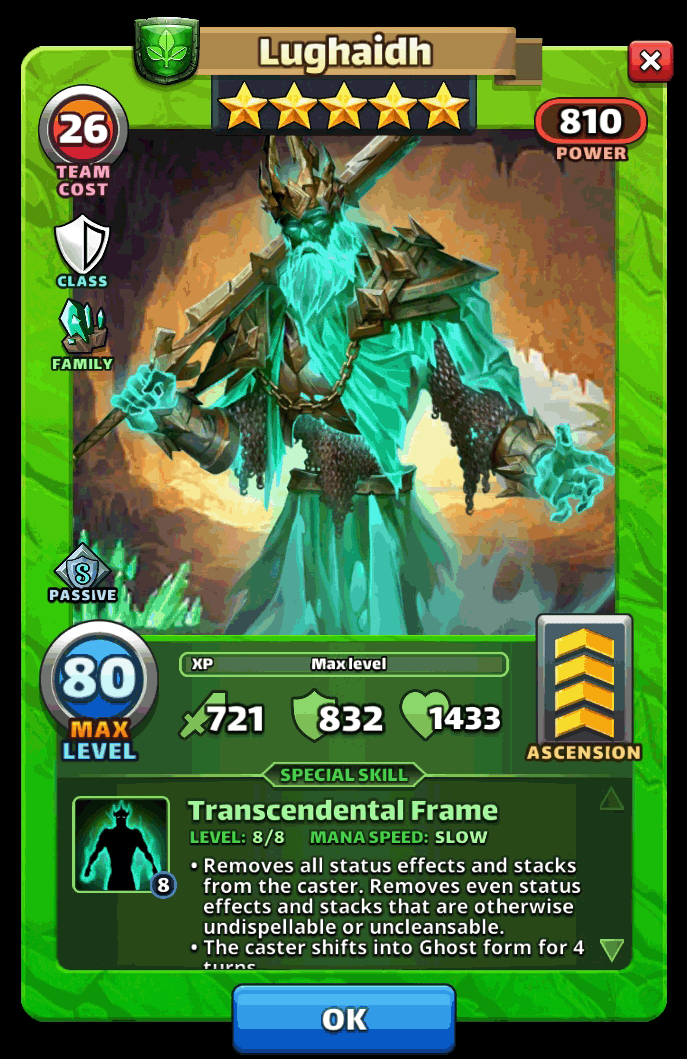 Lughaidh
26
TEAM
COST
810
POWER
CLASS
FAMILY
PASSIVE
80
MAX
LEVEL
XP Max level
721 832 1433
ASCENSION
SPECIAL SKILL
Transcendental Frame
LEVEL: 8/8 MANA SPEED: SLOW
8
• Removes all status effects and stacks
from the caster. Removes even status
effects and stacks that are otherwise
undispellable or uncleansable.
• The caster shifts into Ghost form for 4
turns
OK